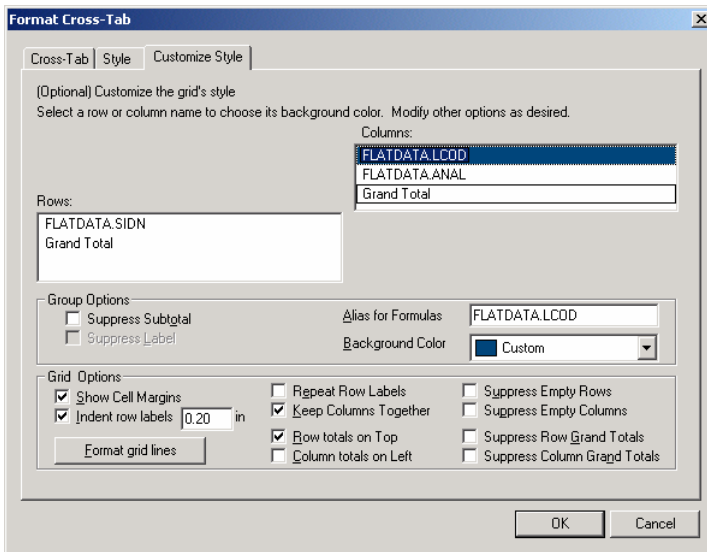 Format Cross-Tab
Cross-Tab Style Customize Style
(Optional) Customize the grid's style
Select a row or column name to choose its background color. Modify other options as desired.
Columns:
FLATDATA.LCOD
FLATDATA.ANAL
Grand Total
Rows:
FLATDATA.SIDN
Grand Total
Group Options
Suppress Subtotal
Suppress Label
Alias for Formulas FLATDATA.LCOD
Background Color Custom
Grid Options
Show Cell Margins
Indent row labels 0.20 in
Format grid lines
Repeat Row Labels
Keep Columns Together
Row totals on Top
Column totals on Left
Suppress Empty Rows
Suppress Empty Columns
Suppress Row Grand Totals
Suppress Column Grand Totals
OK Cancel